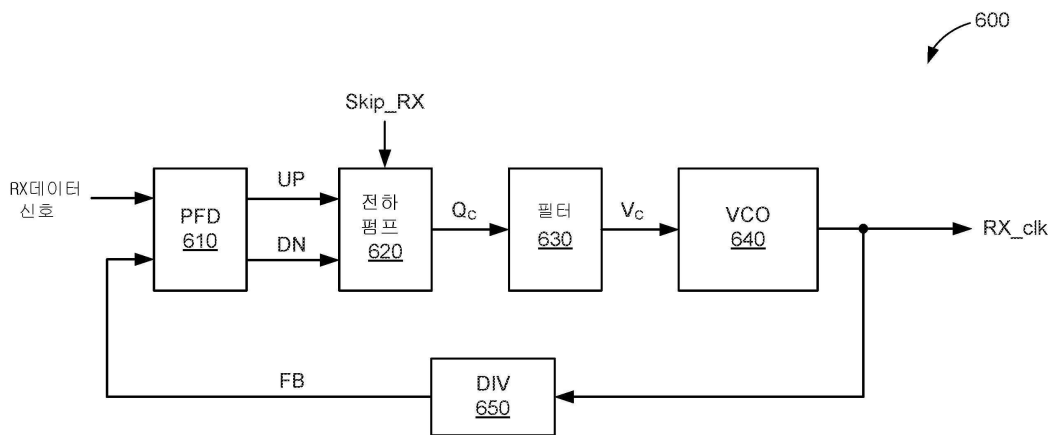 600
Skip_RX
RX데이터
신호
PFD
610
UP
DN
전하
펌프
620
Qc
필터
630
Vc
VCO
640
RX_clk
FB
DIV
650